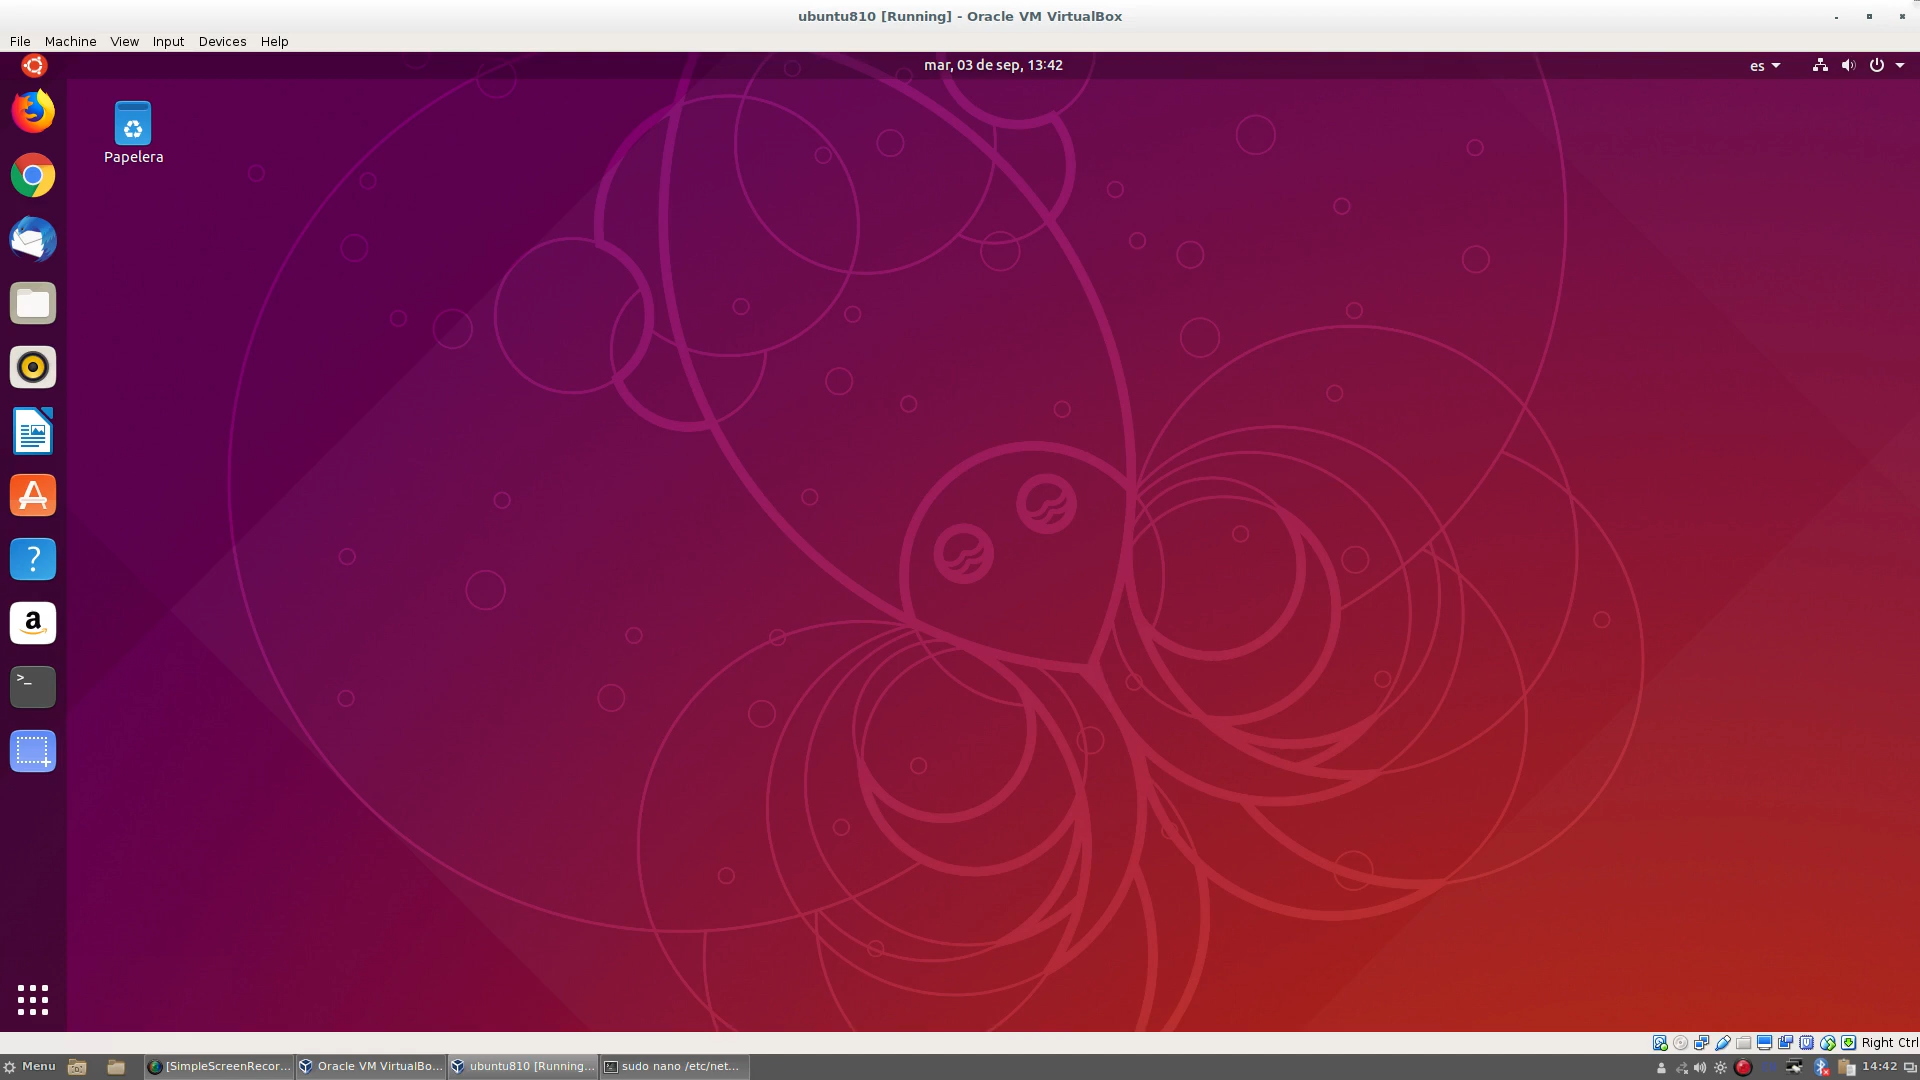 ubuntu810 [Running] - Oracle VM VirtualBox
File Machine View Input Devices Help
mar, 03 de sep, 13:42
es
Papelera
?
a
>_
Right Ctrl
Menu
[SimpleScreenRecor...
Oracle VM VirtualBo...
ubuntu810 [Running...
sudo nano /etc/net...
14:42